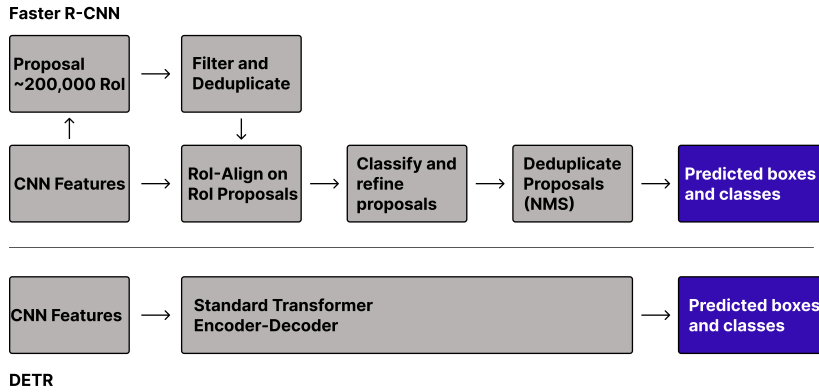 Faster R-CNN
Proposal
~200,000 RoI
Filter and
Deduplicate
CNN Features
RoI-Align on
RoI Proposals
Classify and
refine
proposals
Deduplicate
Proposals
(NMS)
Predicted boxes
and classes
CNN Features
Standard Transformer
Encoder-Decoder
Predicted boxes
and classes
DETR